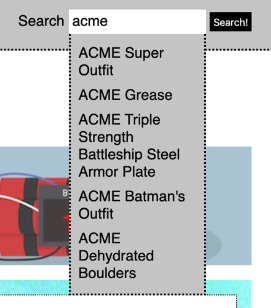 Search acme Search!
ACME Super
Outfit
ACME Grease
ACME Triple
Strength
Battleship Steel
Armor Plate
ACME Batman's
Outfit
ACME
Dehydrated
Boulders